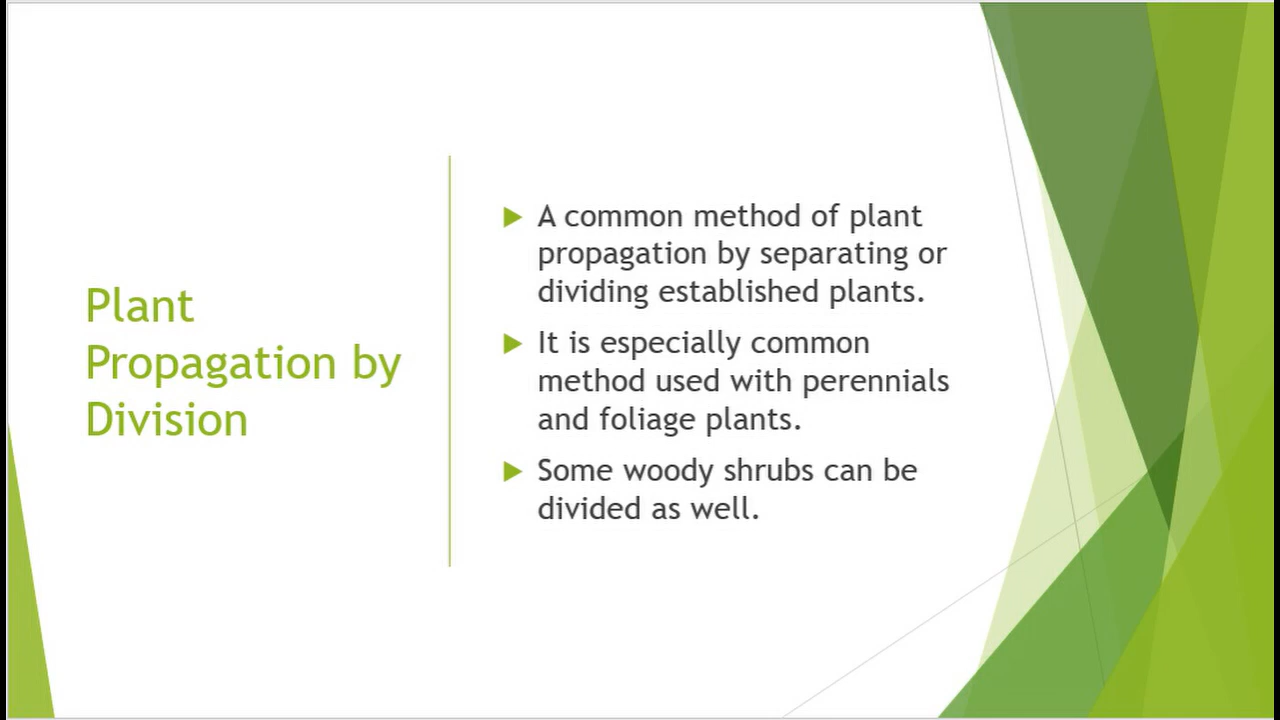 Plant
Propagation by
Division
A common method of plant
propagation by separating or
dividing established plants.
It is especially common
method used with perennials
and foliage plants.
Some woody shrubs can be
divided as well.